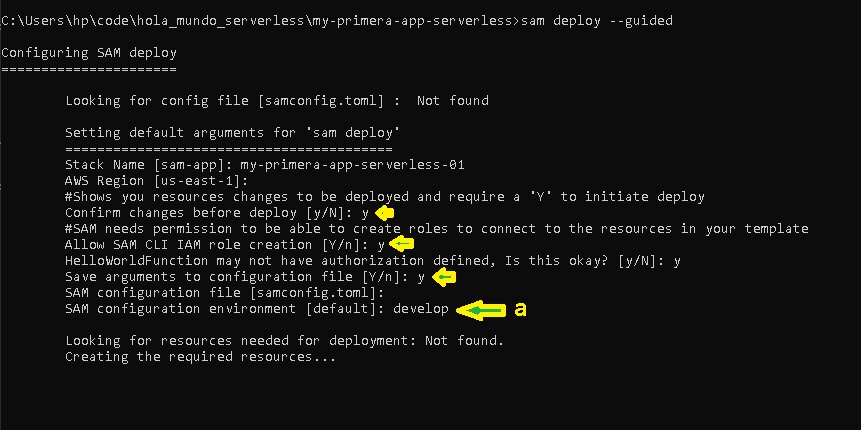 C:\Users\hp\code\hola_mundo_serverless\my-primera-app-serverless>sam deploy --guided
Configuring SAM deploy
======================
Looking for config file [samconfig.toml] :  Not found
Setting default arguments for 'sam deploy'
=========================================
Stack Name [sam-app]: my-primera-app-serverless-01
AWS Region [us-east-1]:
#Shows you resources changes to be deployed and require a 'Y' to initiate deploy
Confirm changes before deploy [y/N]: y
#SAM needs permission to be able to create roles to connect to the resources in your template
Allow SAM CLI IAM role creation [Y/n]: y
HelloWorldFunction may not have authorization defined, Is this okay? [y/N]: y
Save arguments to configuration file [Y/n]: y
SAM configuration file [samconfig.toml]:
SAM configuration environment [default]: develop a
Looking for resources needed for deployment: Not found.
Creating the required resources...